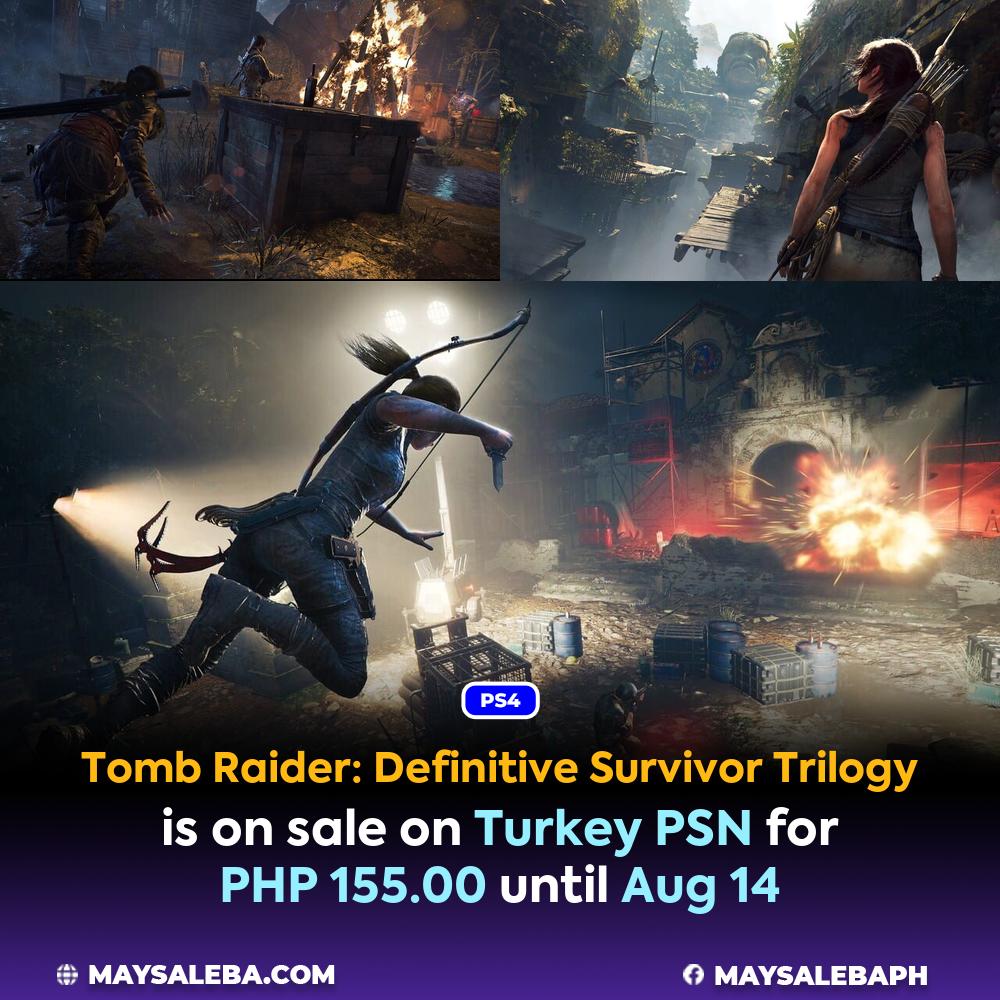 PS4
Tomb Raider: Definitive Survivor Trilogy
is on sale on Turkey PSN for
PHP 155.00 until Aug 14
MAYSALEBA.COM
MAYSALEBAPH